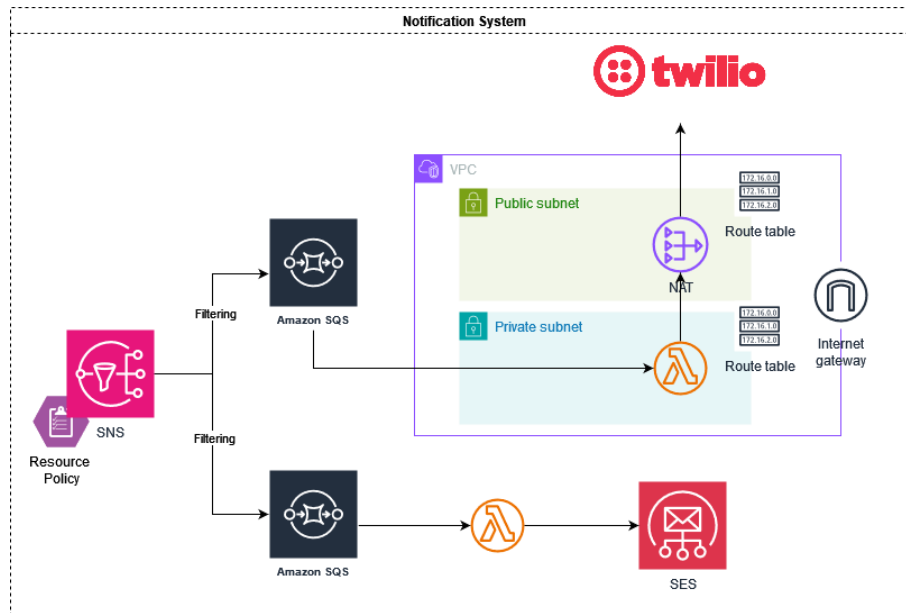 Notification System
twilio
VPC
172.16.0.0
172.16.1.0
172.16.2.0
Public subnet
Route table
NAT
Filtering
Amazon SQS
172.16.0.0
172.16.1.0
172.16.2.0
Private subnet
Internet
gateway
Route table
SNS
Resource
Policy
Filtering
Amazon SQS
SES